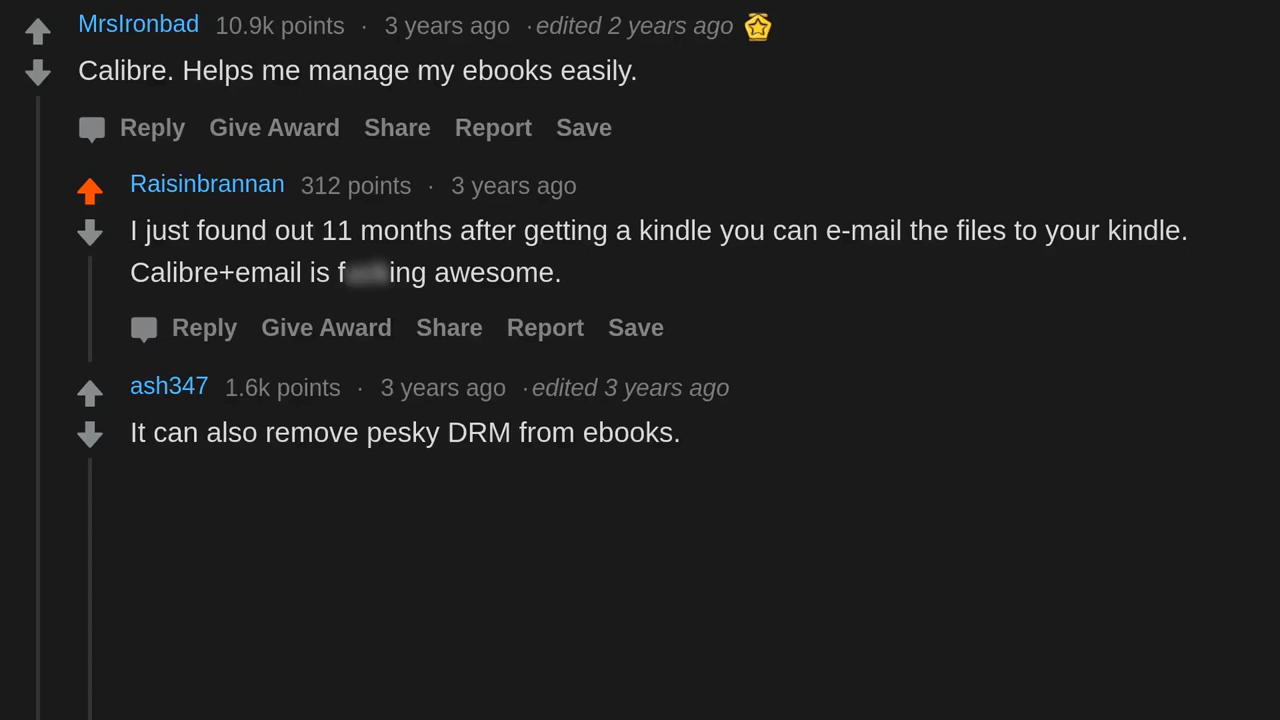 MrsIronbad 10.9k points · 3 years ago · edited 2 years ago
Calibre. Helps me manage my ebooks easily.
Reply Give Award Share Report Save
Raisinbrannan 312 points · 3 years ago
I just found out 11 months after getting a kindle you can e-mail the files to your kindle.
Calibre+email is f ing awesome.
Reply Give Award Share Report Save
ash347 1.6k points · 3 years ago · edited 3 years ago
It can also remove pesky DRM from ebooks.